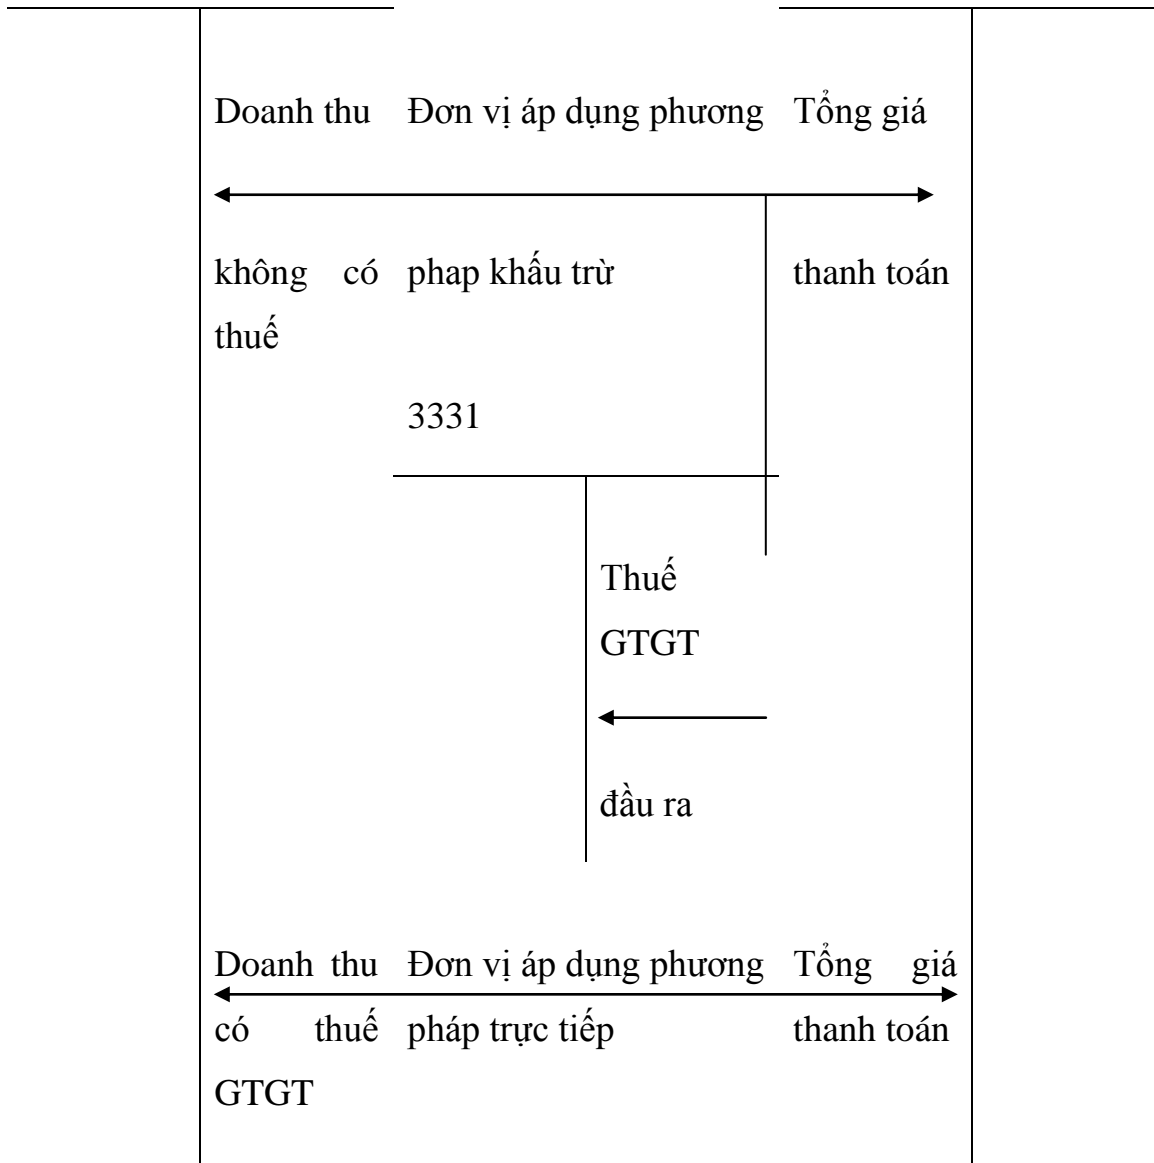 Doanh thu Đơn vị áp dụng phương Tổng giá
không có phap khấu trừ thanh toán
thuế
3331
Thuế
GTGT
đầu ra
Doanh thu Đơn vị áp dụng phương Tổng giá
có thuế pháp trực tiếp thanh toán
GTGT